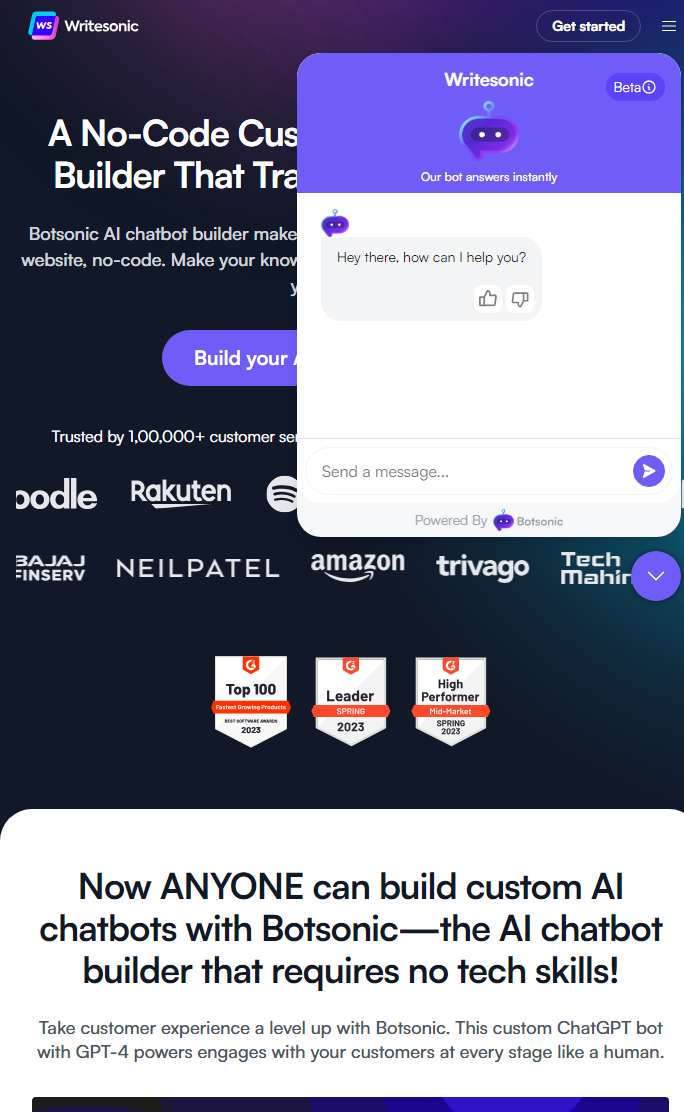 WS Writesonic
Get started
A No-Code Cus
Builder That Tra
Botsonic AI chatbot builder make
website, no-code. Make your know
y
Build your A
Trusted by 1,00,000+ customer ser
Writesonic
Beta
Our bot answers instantly
Hey there, how can I help you?
Send a message...
Powered By Botsonic
oodle Rakuten
BAJAJ
FINSERV
NEILPATEL amazon trivago
Tech
Mahin
Top 100
Fastest Growing Products
BEST SOFTWARE AWARDS
2023
Leader
SPRING
2023
High
Performer
Mid-Market
SPRING
2023
Now ANYONE can build custom AI
chatbots with Botsonic—the AI chatbot
builder that requires no tech skills!
Take customer experience a level up with Botsonic. This custom ChatGPT bot
with GPT-4 powers engages with your customers at every stage like a human.